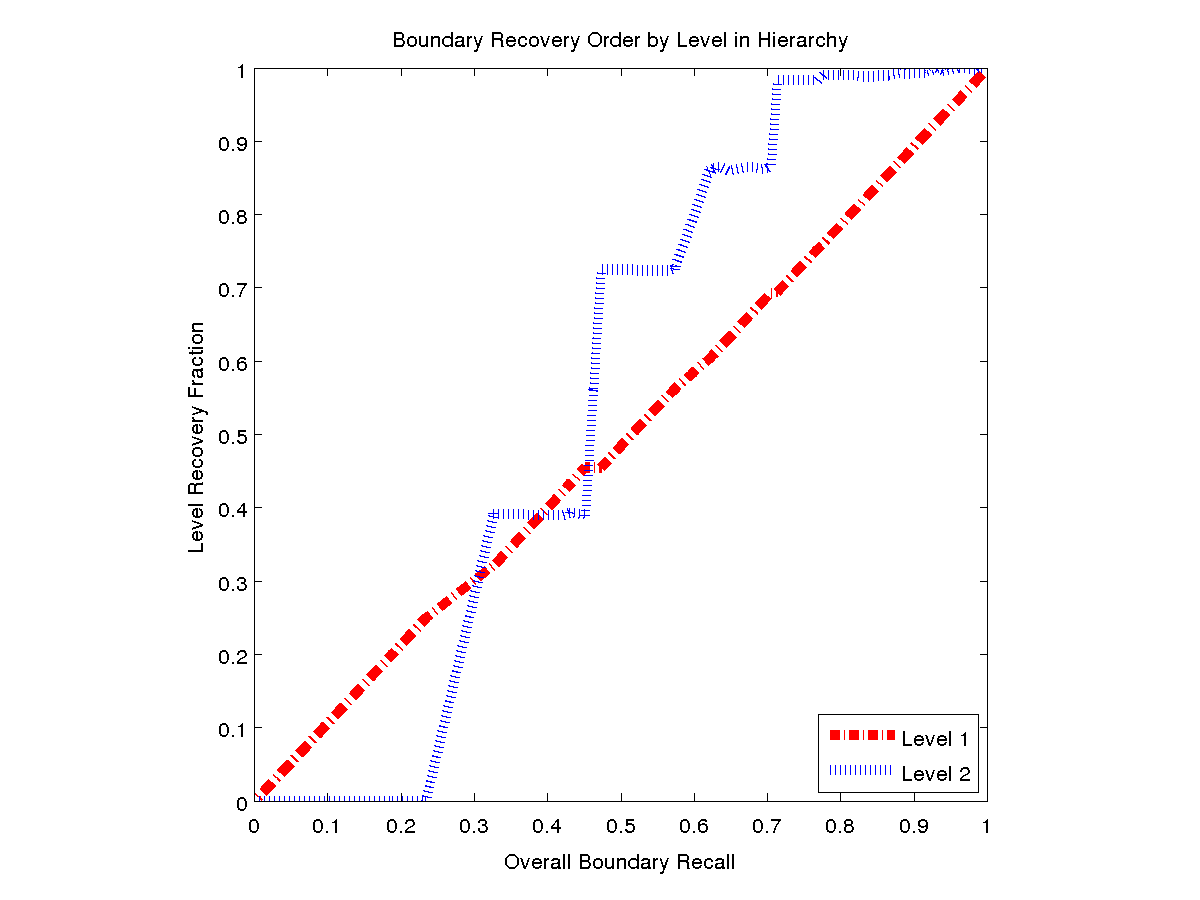 Boundary Recovery Order by Level in Hierarchy
1
0.9
0.8
0.7
0.6
0.5
0.4
0.3
0.2
0.1
0
Level Recovery Fraction
Level 1
Level 2
0 0.1 0.2 0.3 0.4 0.5 0.6 0.7 0.8 0.9 1
Overall Boundary Recall